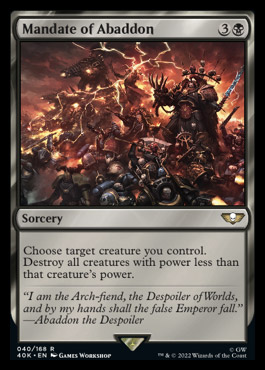 Mandate of Abaddon 3
Sorcery
Choose target creature you control.
Destroy all creatures with power less than
that creature's power.
"I am the Arch-fiend, the Despoiler of Worlds,
and by my hands shall the false Emperor fall."
—Abaddon the Despoiler
040/168 R
40K • EN Games Workshop
© GW
™ & © 2022 Wizards of the Coast